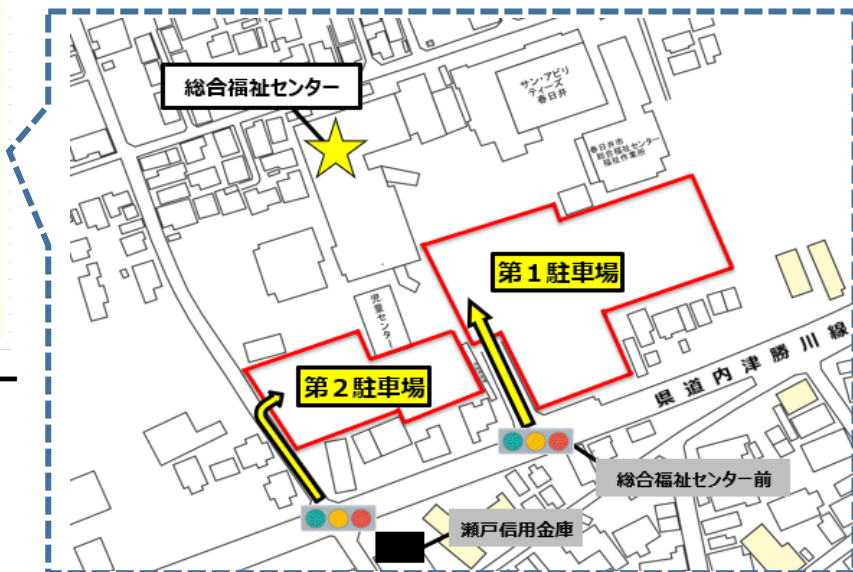 総合福祉センター
サン・アビリ
ティーズ
春日井
春日井市
総合福祉センター
福祉作業所
第１駐車場
児童センター
第２駐車場
県道内津勝川線
総合福祉センター前
瀬戸信用金庫